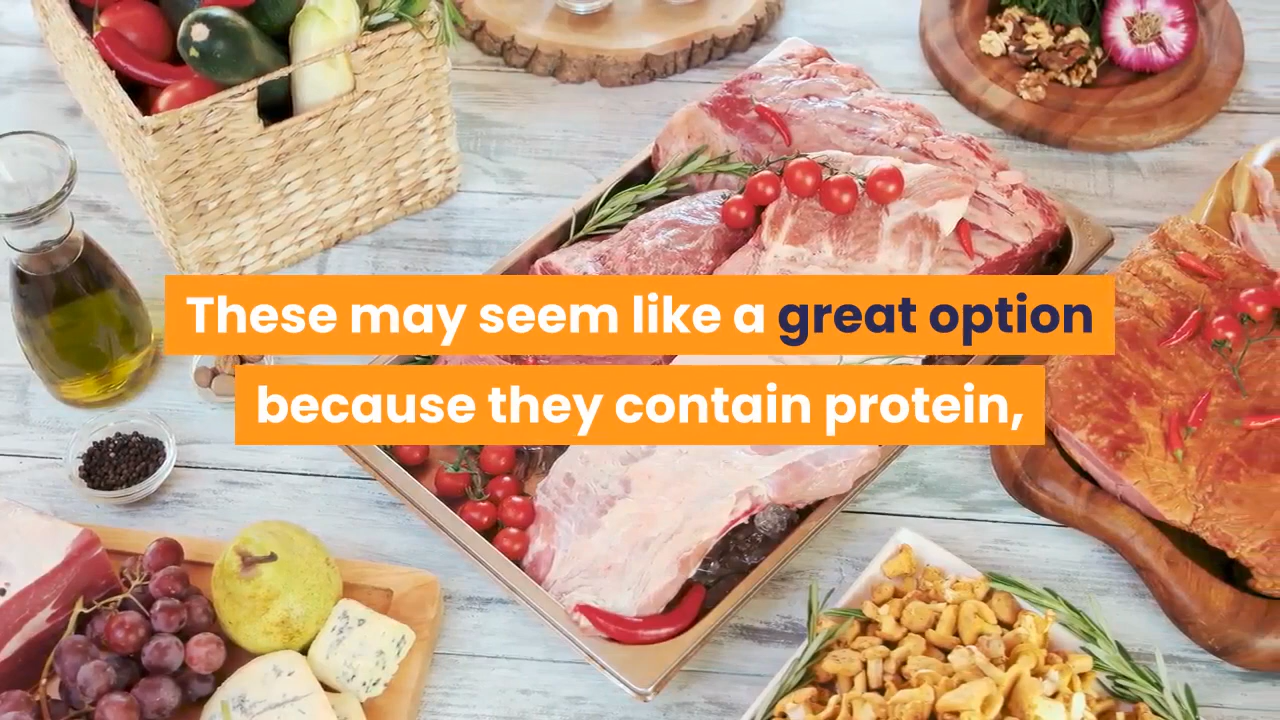 These may seem like a great option
because they contain protein,